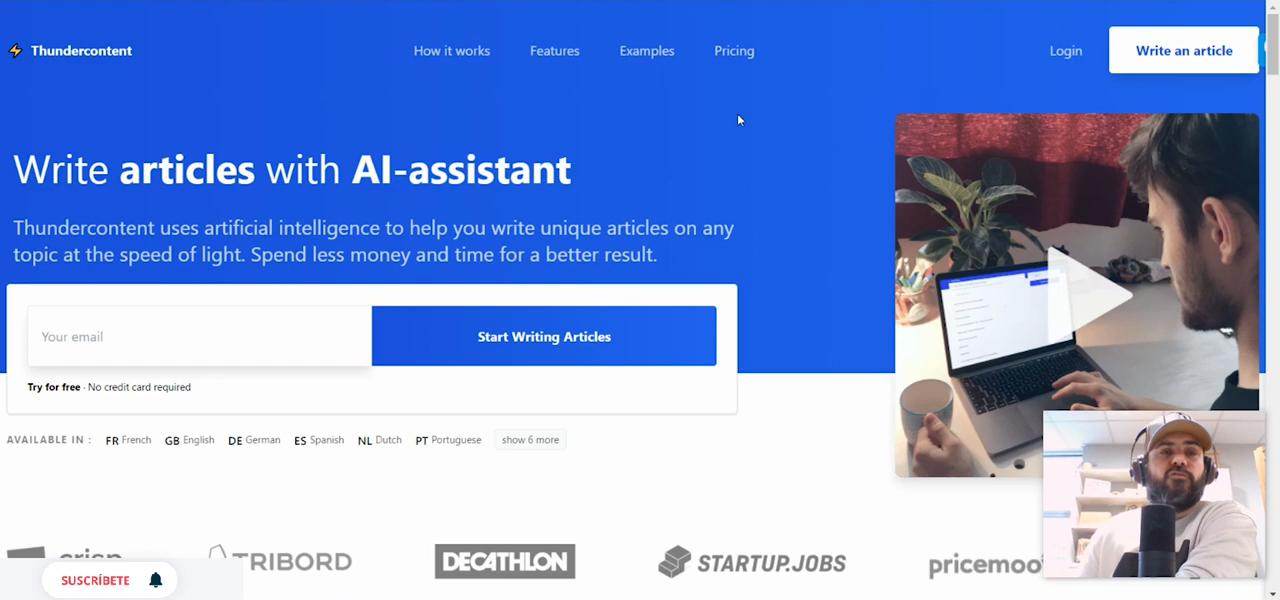 Thundercontent
How it works
Features
Examples
Pricing
Login
Write an article
Write articles with AI-assistant
Thundercontent uses artificial intelligence to help you write unique articles on any
topic at the speed of light. Spend less money and time for a better result.
Your email
Start Writing Articles
Try for free · No credit card required
AVAILABLE IN :
FR French
GB English
DE German
ES Spanish
NL Dutch
PT Portuguese
show 6 more
crisp
TRIBORD
DECATHLON
STARTUP.JOBS
pricemoo
SUSCRÍBETE